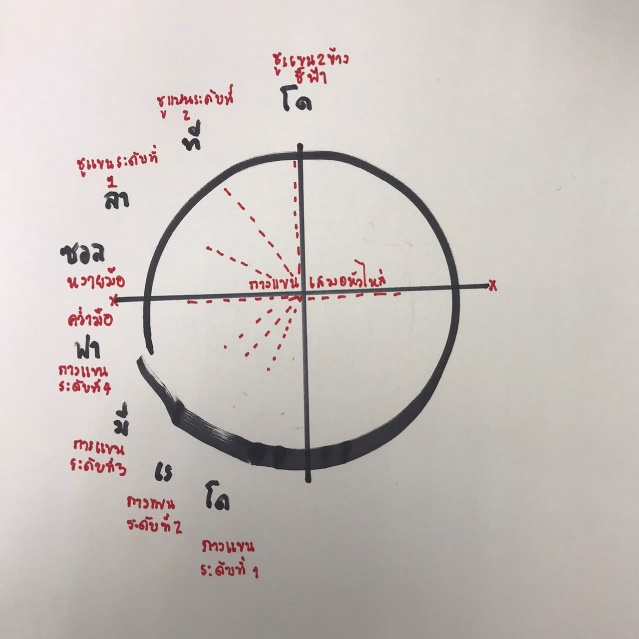 ชูแขน2ข้าง
ชี้ฟ้า
โด
ชูแขนระดับที่
2
ที
ชูแขนระดับที่
1
ลา
ซอล
หงายมือ
x กางแขน เสมอหัวไหล่ x
คว่ำมือ
ฟา
กางแขน
ระดับที่4
มี
กางแขน
ระดับที่3
เร
กางแขน
ระดับที่2
โด
กางแขน
ระดับที่ 1